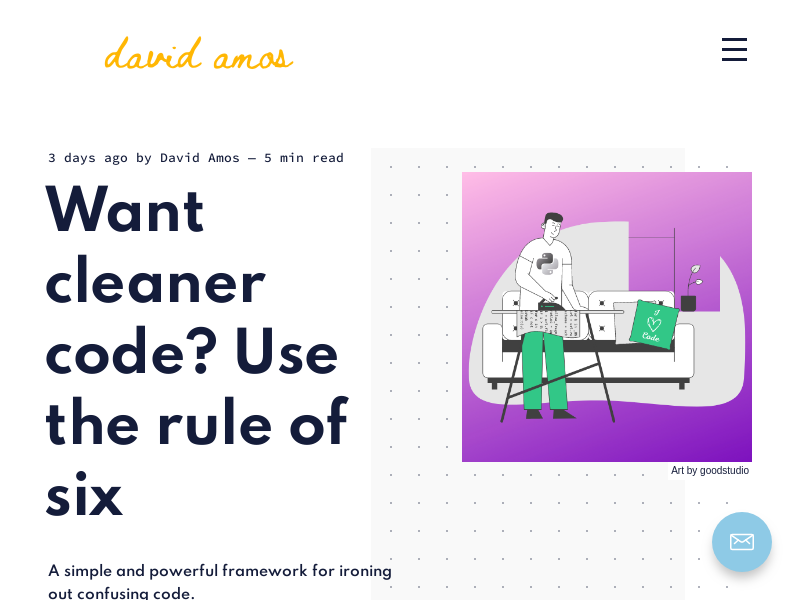 david amos
3 days ago by David Amos — 5 min read
Want
cleaner
code? Use
the rule of
six
I
Code
Art by goodstudio
A simple and powerful framework for ironing
out confusing code.